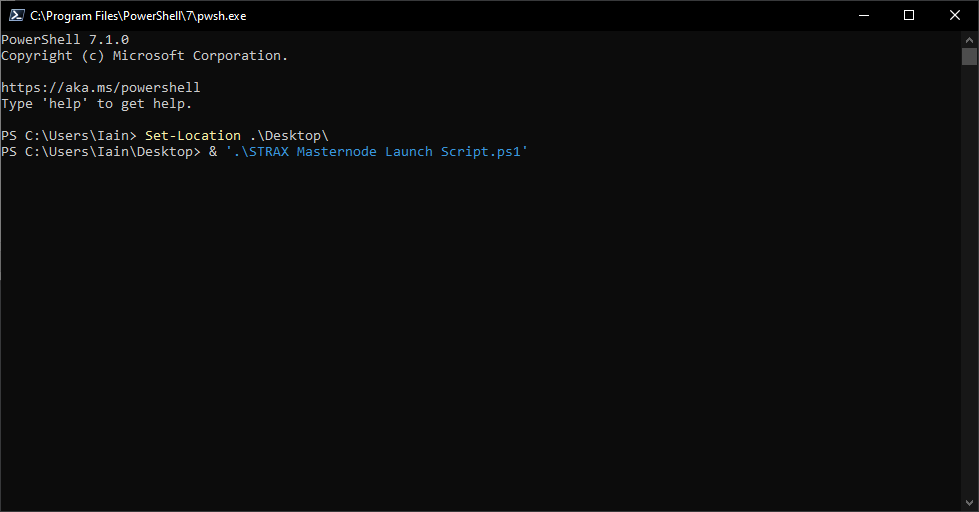 C:\Program Files\PowerShell\7\pwsh.exe
PowerShell 7.1.0
Copyright (c) Microsoft Corporation.
https://aka.ms/powershell
Type 'help' to get help.
PS C:\Users\Iain> Set-Location .\Desktop\
PS C:\Users\Iain\Desktop> & '.\STRAX Masternode Launch Script.ps1'